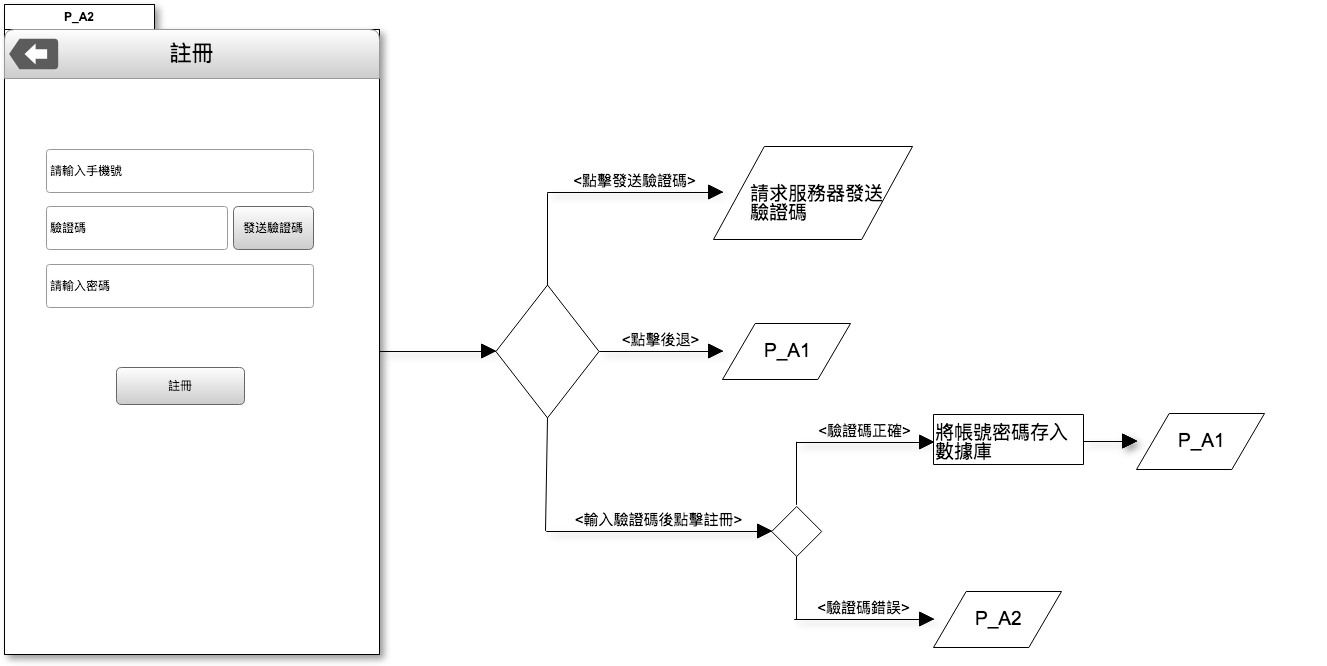 P_A2
註冊
請輸入手機號
驗證碼
發送驗證碼
請輸入密碼
註冊
<點擊發送驗證碼>
請求服務器發送
驗證碼
<點擊後退>
P_A1
<輸入驗證碼後點擊註冊>
<驗證碼正確>
將帳號密碼存入
數據庫
P_A1
<驗證碼錯誤>
P_A2